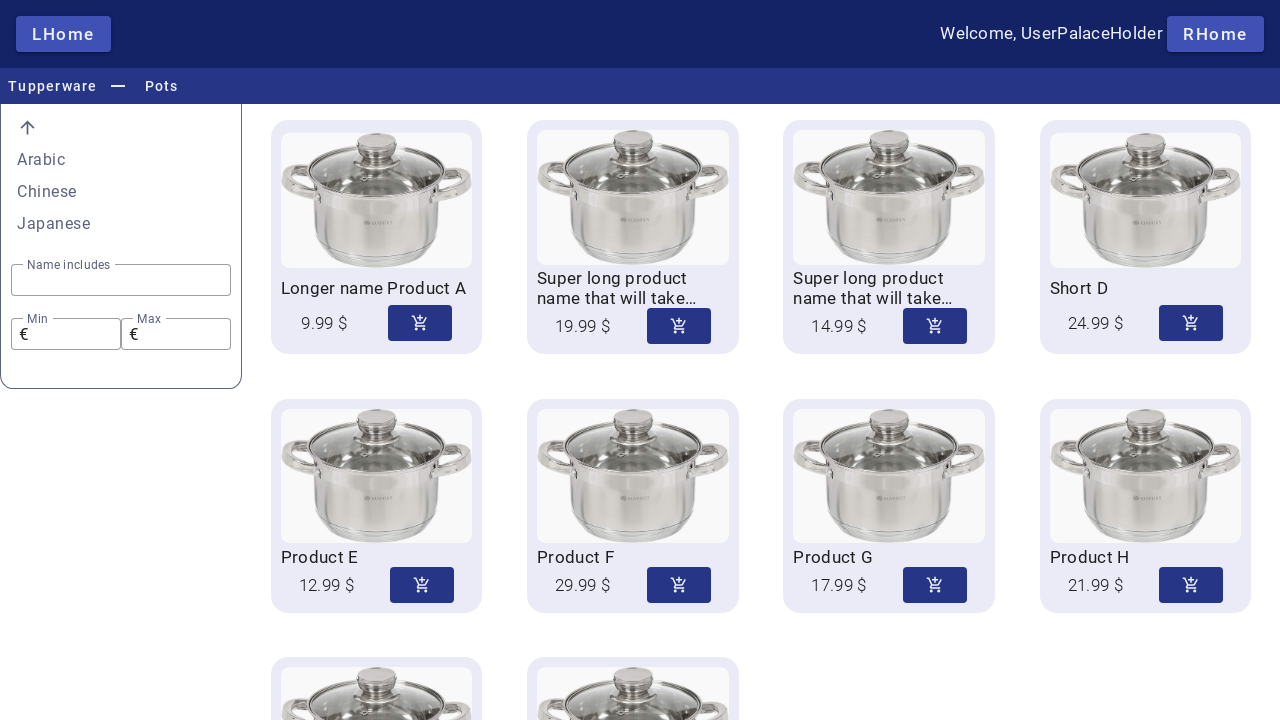 LHome
Welcome, UserPalaceHolder
RHome
Tupperware — Pots
Arabic
Chinese
Japanese
Name includes
Min
€
Max
€
Longer name Product A
9.99 $
Super long product
name that will take…
19.99 $
Super long product
name that will take…
14.99 $
Short D
24.99 $
Product E
12.99 $
Product F
29.99 $
Product G
17.99 $
Product H
21.99 $